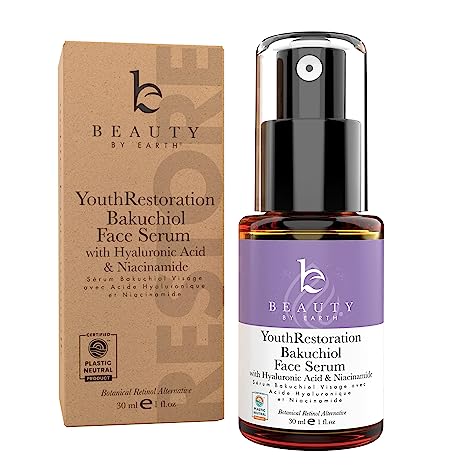 RESTORE
b
BEAUTY
BY EARTH®
YouthRestoration
Bakuchiol
Face Serum
with Hyaluronic Acid
& Niacinamide
Sérum Bakuchiol Visage
avec Acide Hyaluronique
et Niacinamide
CERTIFIED
PLASTIC
NEUTRAL
PRODUCT
Botanical Retinol Alternative
30 ml e 1 fl oz
b
BEAUTY
BY EARTH®
YouthRestoration
Bakuchiol
Face Serum
with Hyaluronic Acid & Niacinamide
Sérum Bakuchiol Visage avec
Acide Hyaluronique
et Niacinamide
PLASTIC
NEUTRAL
Botanical Retinol Alternative
30 ml e 1 fl oz